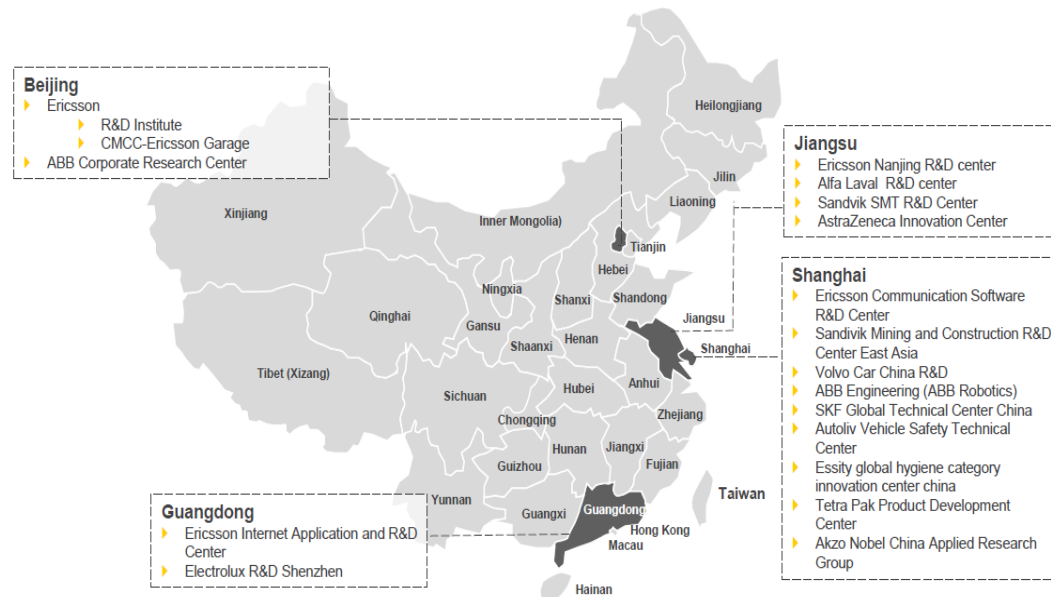 Beijing
Ericsson
R&D Institute
CMCC-Ericsson Garage
ABB Corporate Research Center
Jiangsu
Ericsson Nanjing R&D center
Alfa Laval R&D center
Sandvik SMT R&D Center
AstraZeneca Innovation Center
Shanghai
Ericsson Communication Software
R&D Center
Sandvik Mining and Construction R&D
Center East Asia
Volvo Car China R&D
ABB Engineering (ABB Robotics)
SKF Global Technical Center China
Autoliv Vehicle Safety Technical
Center
Essity global hygiene category
innovation center china
Tetra Pak Product Development
Center
Akzo Nobel China Applied Research
Group
Guangdong
Ericsson Internet Application and R&D
Center
Electrolux R&D Shenzhen
Heilongjiang
Jilin
Liaoning
Xinjiang
Inner Mongolia)
Tianjin
Hebei
Ningxia
Shanxi
Shandong
Qinghai
Gansu
Jiangsu
Shaanxi
Henan
Shanghai
Tibet (Xizang)
Sichuan
Hubei
Anhui
Chongqing
Zhejiang
Hunan
Jiangxi
Guizhou
Fujian
Yunnan
Guangxi
Guangdong
Taiwan
Hong Kong
Macau
Hainan